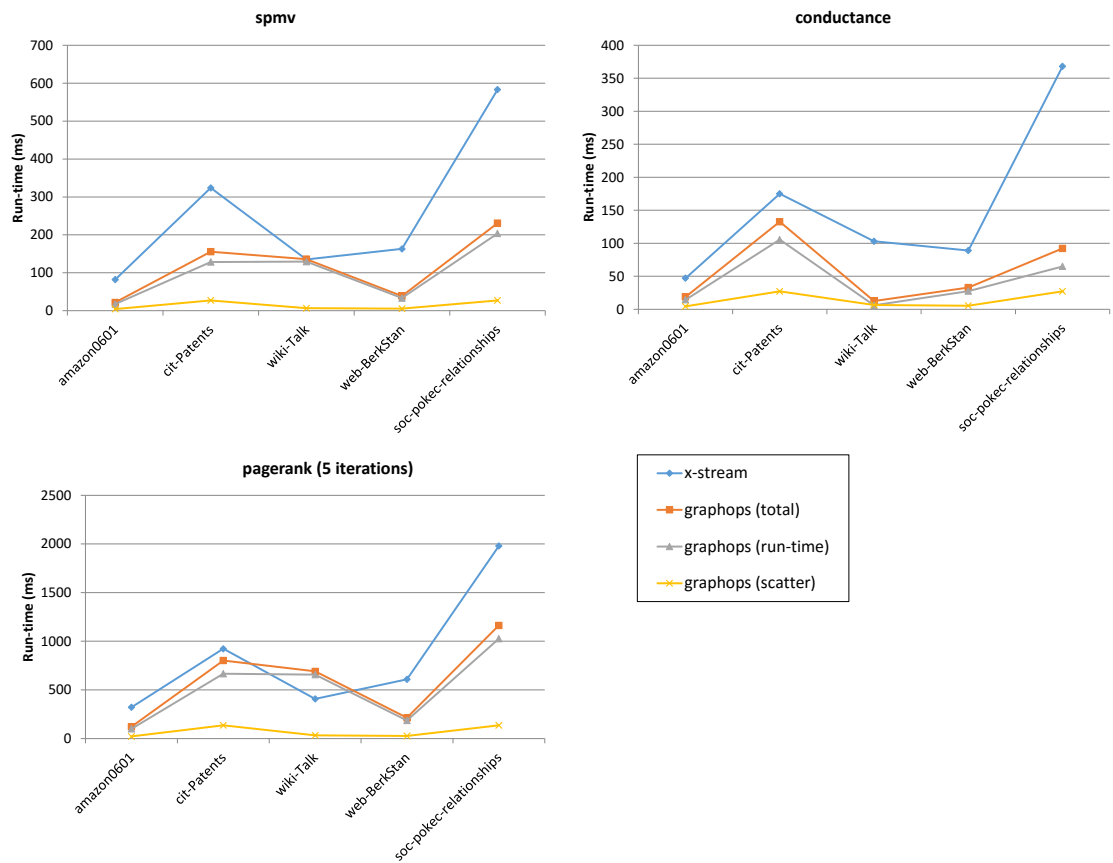 spmv
700
600
500
400
300
200
100
0
Run-time (ms)
amazon0601
cit-Patents
wiki-Talk
web-BerkStan
soc-pokec-relationships
conductance
400
350
300
250
200
150
100
50
0
Run-time (ms)
amazon0601
cit-Patents
wiki-Talk
web-BerkStan
soc-pokec-relationships
pagerank (5 iterations)
2500
2000
1500
1000
500
0
Run-time (ms)
amazon0601
cit-Patents
wiki-Talk
web-BerkStan
soc-pokec-relationships
x-stream
graphops (total)
graphops (run-time)
graphops (scatter)